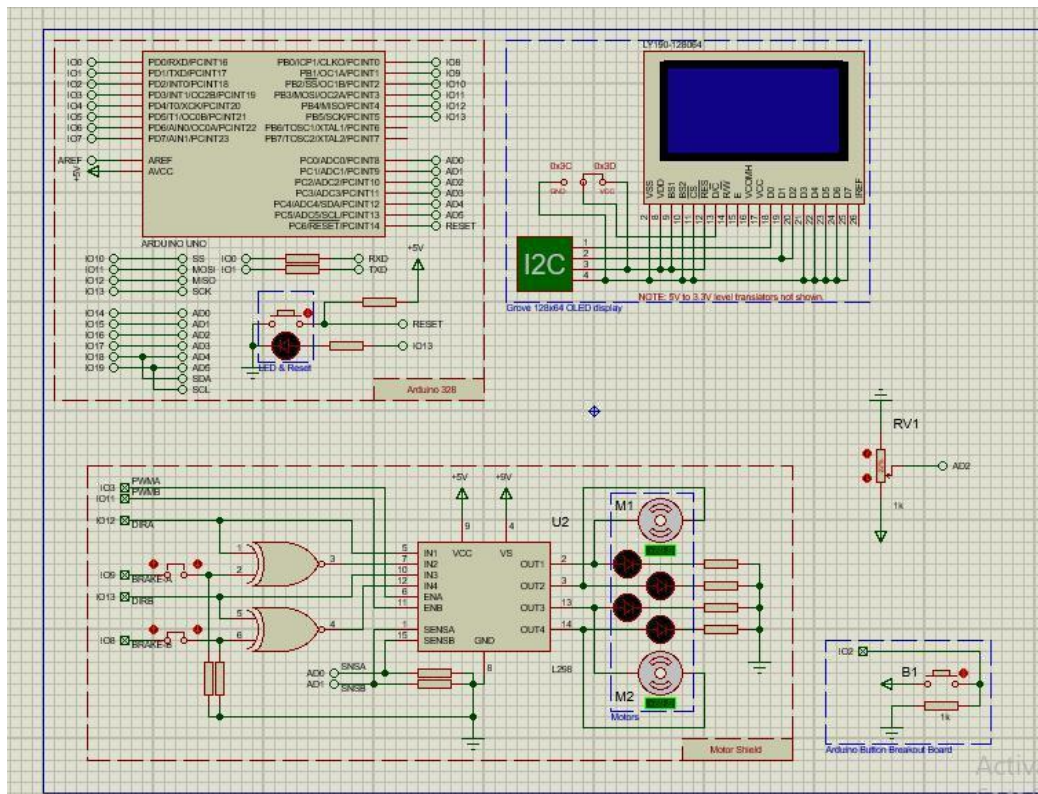 IO0 PD0/RXD/PCINT16 PB0/ICP1/CLKO/PCINT0 IO8
IO1 PD1/TXD/PCINT17 PB1/OC1A/PCINT1 IO9
IO2 PD2/INT0/PCINT18 PB2/SS/OC1B/PCINT2 IO10
IO3 PD3/INT1/OC2B/PCINT19 PB3/MOSI/OC2A/PCINT3 IO11
IO4 PD4/T0/XCK/PCINT20 PB4/MISO/PCINT4 IO12
IO5 PD5/T1/OC0B/PCINT21 PB5/SCK/PCINT5 IO13
IO6 PD6/AIN0/OC0A/PCINT22 PB6/TOSC1/XTAL1/PCINT6
IO7 PD7/AIN1/PCINT23 PB7/TOSC2/XTAL2/PCINT7
AREF AREF PC0/ADC0/PCINT8 AD0
+5V AVCC PC1/ADC1/PCINT9 AD1
PC2/ADC2/PCINT10 AD2
PC3/ADC3/PCINT11 AD3
PC4/ADC4/SDA/PCINT12 AD4
PC5/ADC5/SCL/PCINT13 AD5
PC6/RESET/PCINT14 RESET
ARDUINO UNO
IO10 SS
IO11 MOSI
IO12 MISO
IO13 SCK
IO0 RXD
IO1 TXD
+5V
IO14 AD0
IO15 AD1
IO16 AD2
IO17 AD3
IO18 AD4
IO19 AD5
SDA
SCL
RESET
IO13
LED & Reset
Arduino 328
LY190-128064
0x3C 0x3D
GND VCC
VSS VDD BS1 BS2 CS RES D/C R/W E VCOMH VCC D0 D1 D2 D3 D4 D5 D6 D7 IREF
2 8 9 10 11 12 13 14 15 16 17 18 19 20 21 22 23 24 25 26
I2C
1
2
3
4
NOTE: 5V to 3.3V level translators not shown.
Grove 128x64 OLED display
RV1
AD2
1k
IO3 PWMA
IO11 PWMB
IO12 DIRA
IO9 BRAKE-A
IO13 DIRB
IO8 BRAKE-B
1
2
3
5
6
4
+5V +9V
9 4
U2
VCC VS
5 IN1
7 IN2
10 IN3
12 IN4
6 ENA
11 ENB
1 SENSA
15 SENSB
GND
8
OUT1 2
OUT2 3
OUT3 13
OUT4 14
L298
AD0 SNSA
AD1 SNSB
M1
M2
Motors
Motor Shield
IO2
B1
1k
Arduino Button Breakout Board